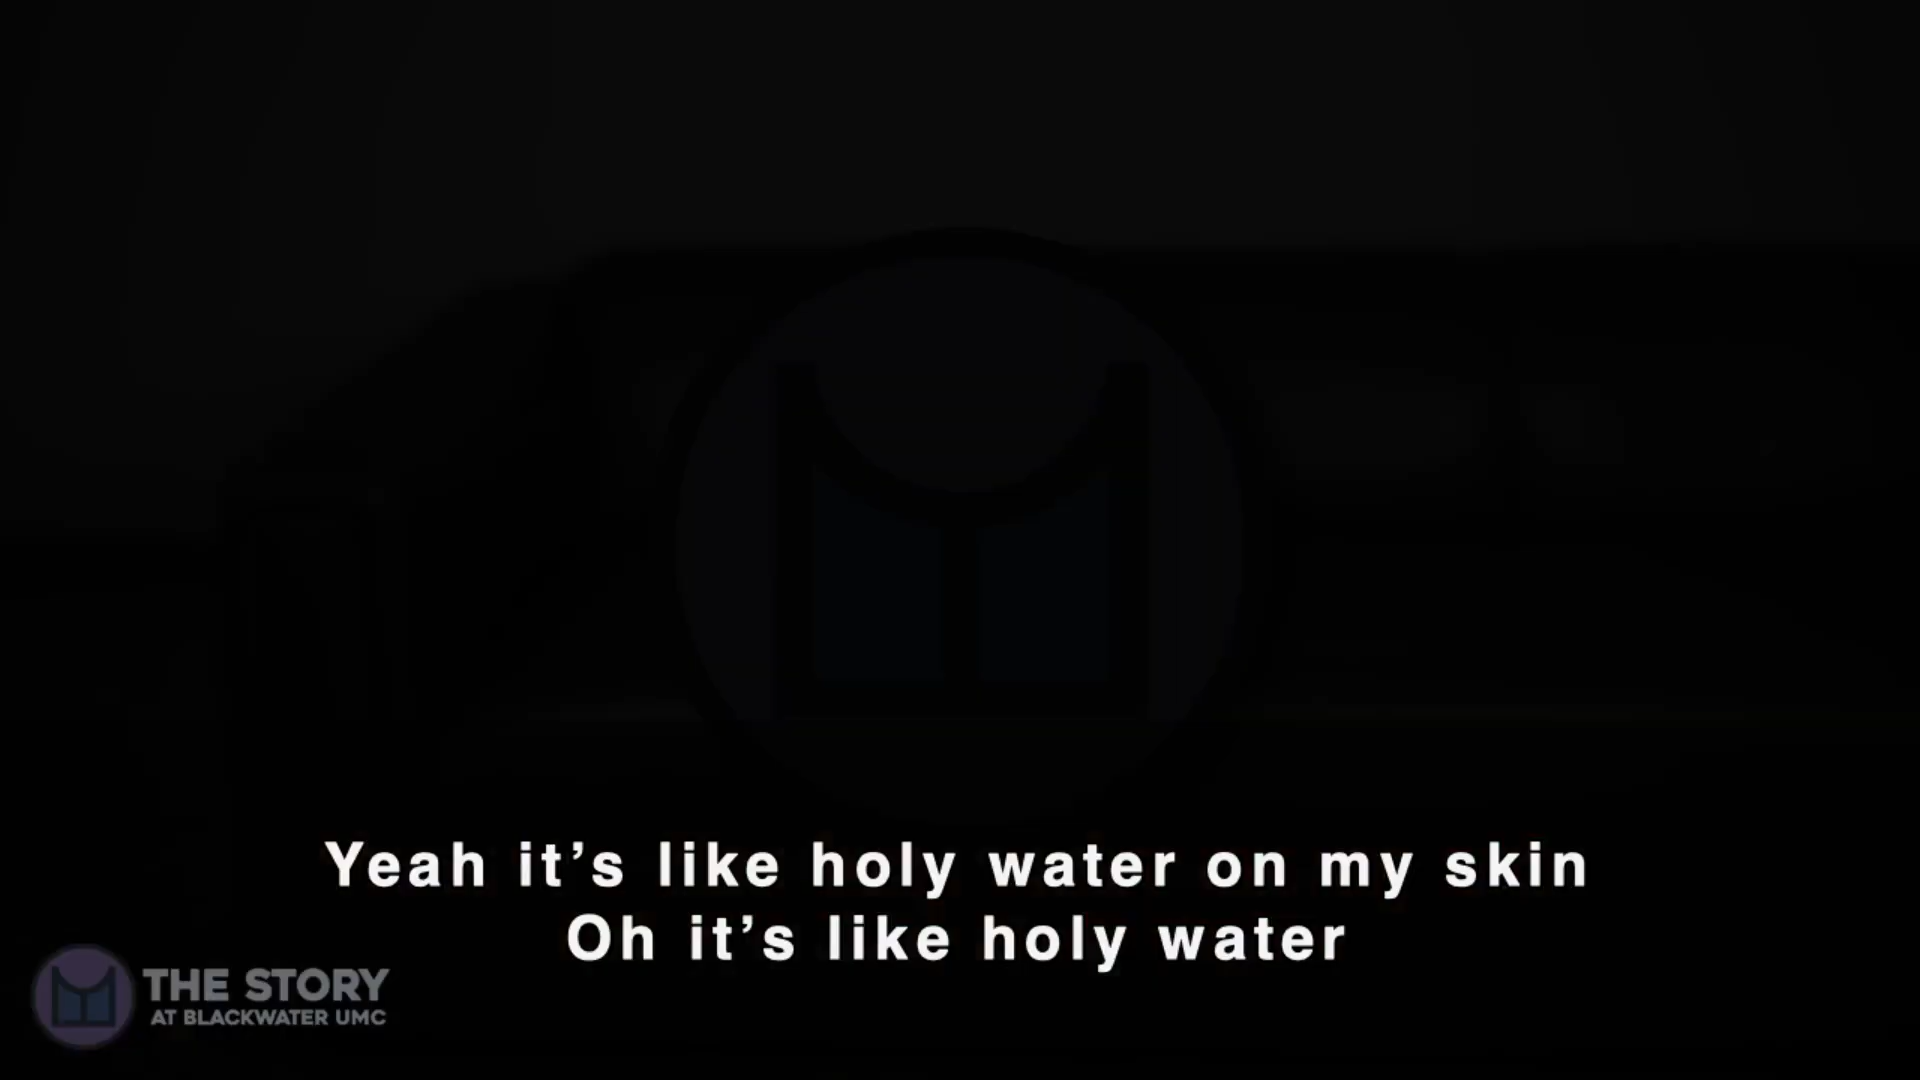 Yeah it’s like holy water on my skin
Oh it’s like holy water
THE STORY
AT BLACKWATER UMC